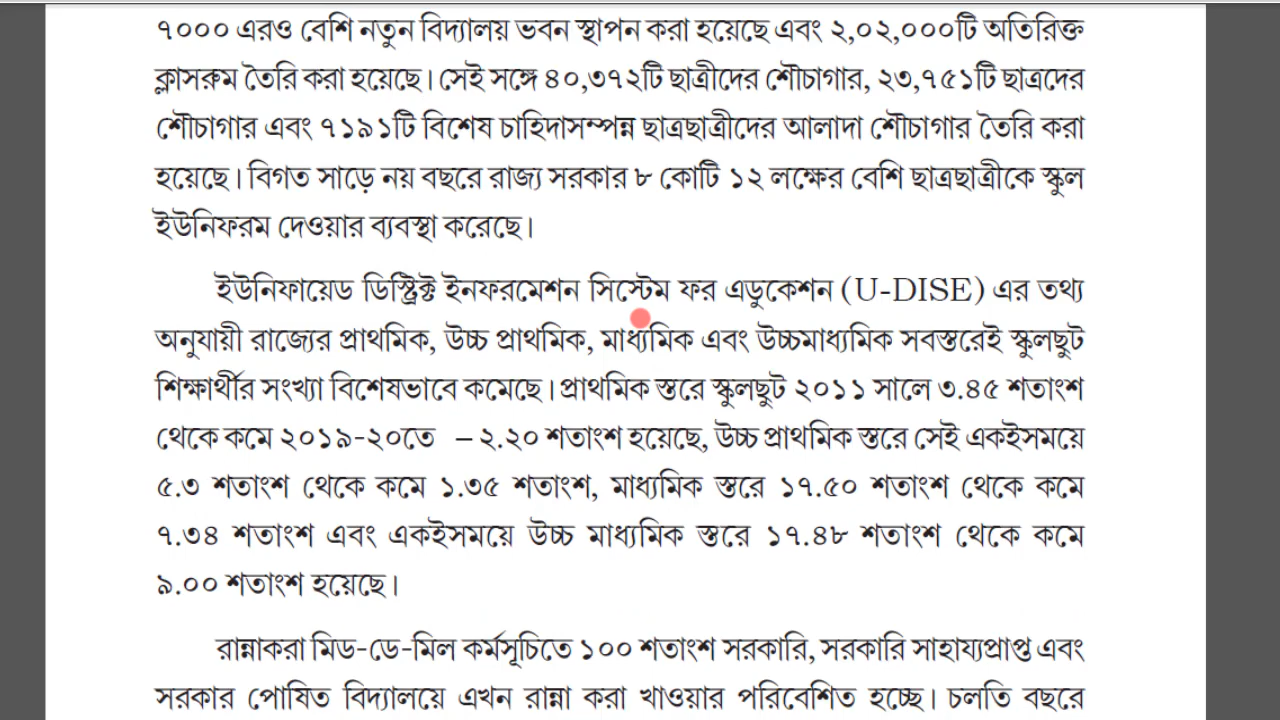 ৭০০০ এরও বেশি নতুন বিদ্যালয় ভবন স্থাপন করা হয়েছে এবং ২,০২,০০০টি অতিরিক্ত
ক্লাসরুম তৈরি করা হয়েছে। সেই সঙ্গে ৪০,৩৭২টি ছাত্রীদের শৌচাগার, ২৩,৭৫১টি ছাত্রদের
শৌচাগার এবং ৭১৯১টি বিশেষ চাহিদাসম্পন্ন ছাত্রছাত্রীদের আলাদা শৌচাগার তৈরি করা
হয়েছে। বিগত সাড়ে নয় বছরে রাজ্য সরকার ৮ কোটি ১২ লক্ষের বেশি ছাত্রছাত্রীকে স্কুল
ইউনিফরম দেওয়ার ব্যবস্থা করেছে।
ইউনিফায়েড ডিস্ট্রিক্ট ইনফরমেশন সিস্টেম ফর এডুকেশন (U-DISE) এর তথ্য
অনুযায়ী রাজ্যের প্রাথমিক, উচ্চ প্রাথমিক, মাধ্যমিক এবং উচ্চমাধ্যমিক সবস্তরেই স্কুলছুট
শিক্ষার্থীর সংখ্যা বিশেষভাবে কমেছে। প্রাথমিক স্তরে স্কুলছুট ২০১১ সালে ৩.৪৫ শতাংশ
থেকে কমে ২০১৯-২০তে – ২.২০ শতাংশ হয়েছে, উচ্চ প্রাথমিক স্তরে সেই একইসময়ে
৫.৩ শতাংশ থেকে কমে ১.৩৫ শতাংশ, মাধ্যমিক স্তরে ১৭.৫০ শতাংশ থেকে কমে
৭.৩৪ শতাংশ এবং একইসময়ে উচ্চ মাধ্যমিক স্তরে ১৭.৪৮ শতাংশ থেকে কমে
৯.০০ শতাংশ হয়েছে।
রান্নাকরা মিড-ডে-মিল কর্মসূচিতে ১০০ শতাংশ সরকারি, সরকারি সাহায্যপ্রাপ্ত এবং
সরকার পোষিত বিদ্যালয়ে এখন রান্না করা খাওয়ার পরিবেশিত হচ্ছে। চলতি বছরে